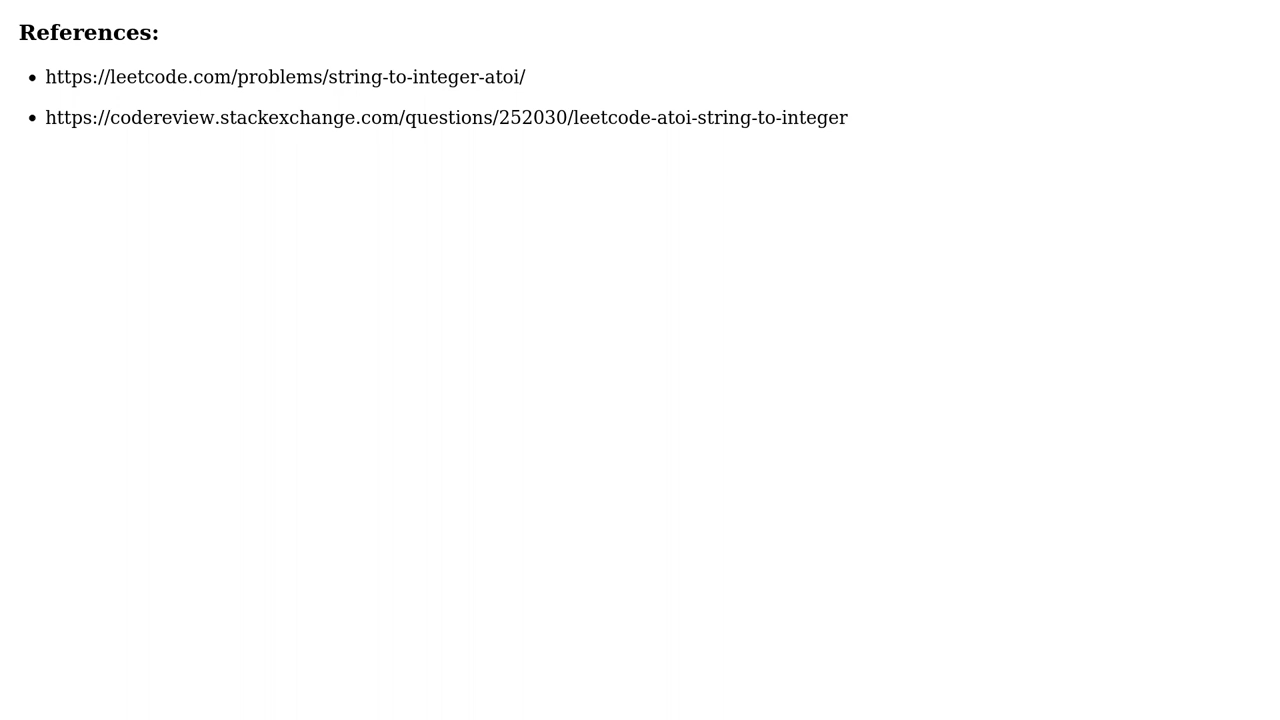 References:
• https://leetcode.com/problems/string-to-integer-atoi/
• https://codereview.stackexchange.com/questions/252030/leetcode-atoi-string-to-integer